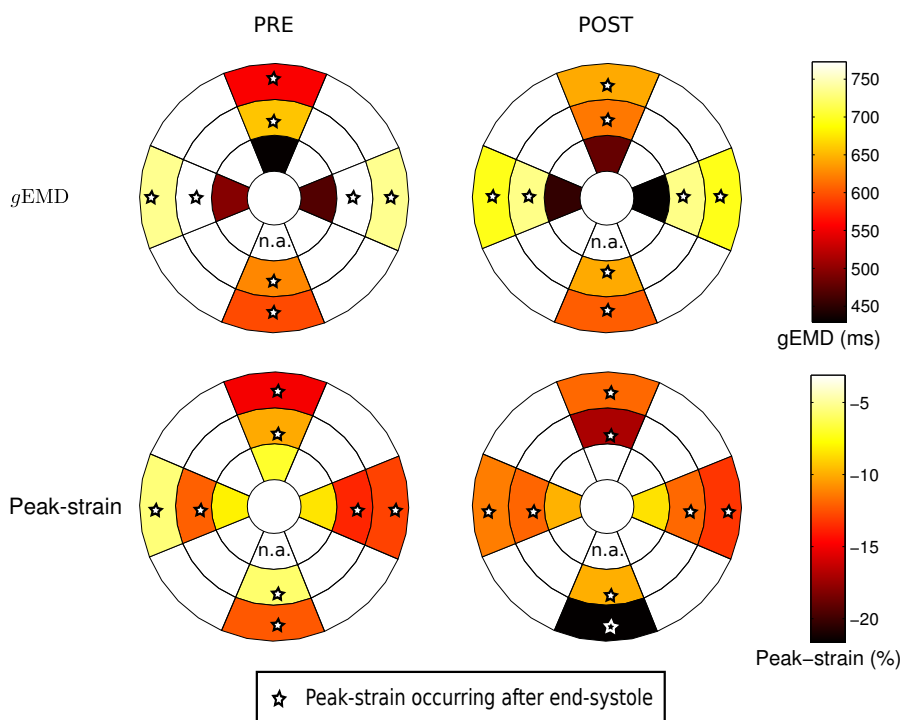 PRE
POST
gEMD
n.a.
n.a.
750
700
650
600
550
500
450
gEMD (ms)
Peak-strain
n.a.
n.a.
−5
−10
−15
−20
Peak−strain (%)
Peak-strain occurring after end-systole